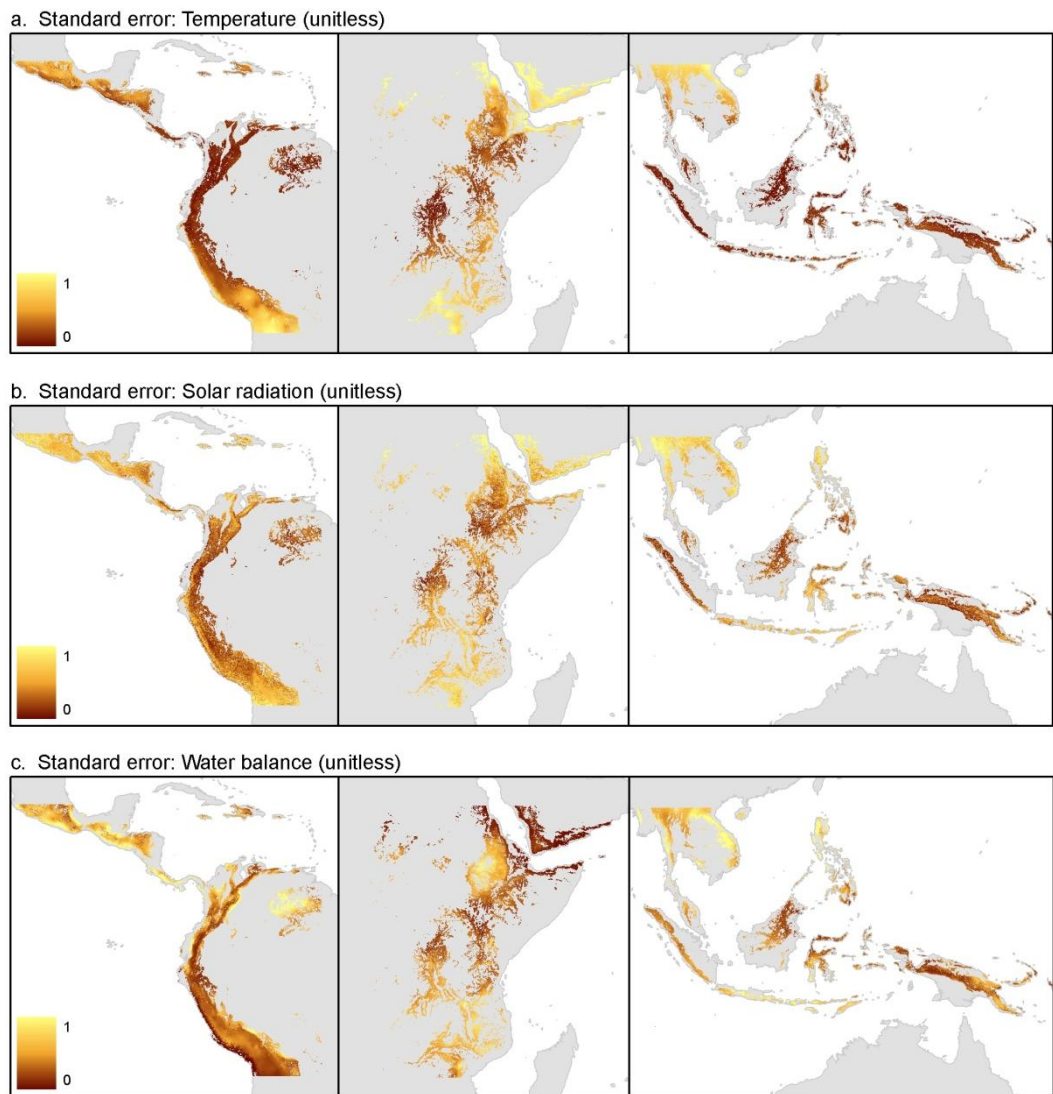 a. Standard error: Temperature (unitless)
1
0
b. Standard error: Solar radiation (unitless)
1
0
c. Standard error: Water balance (unitless)
1
0